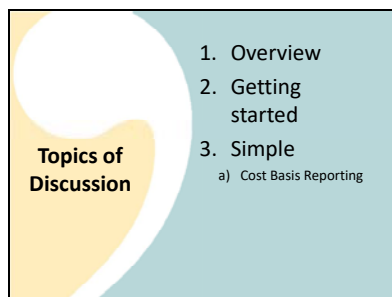 Topics of
Discussion
1. Overview
2. Getting
started
3. Simple
a) Cost Basis Reporting